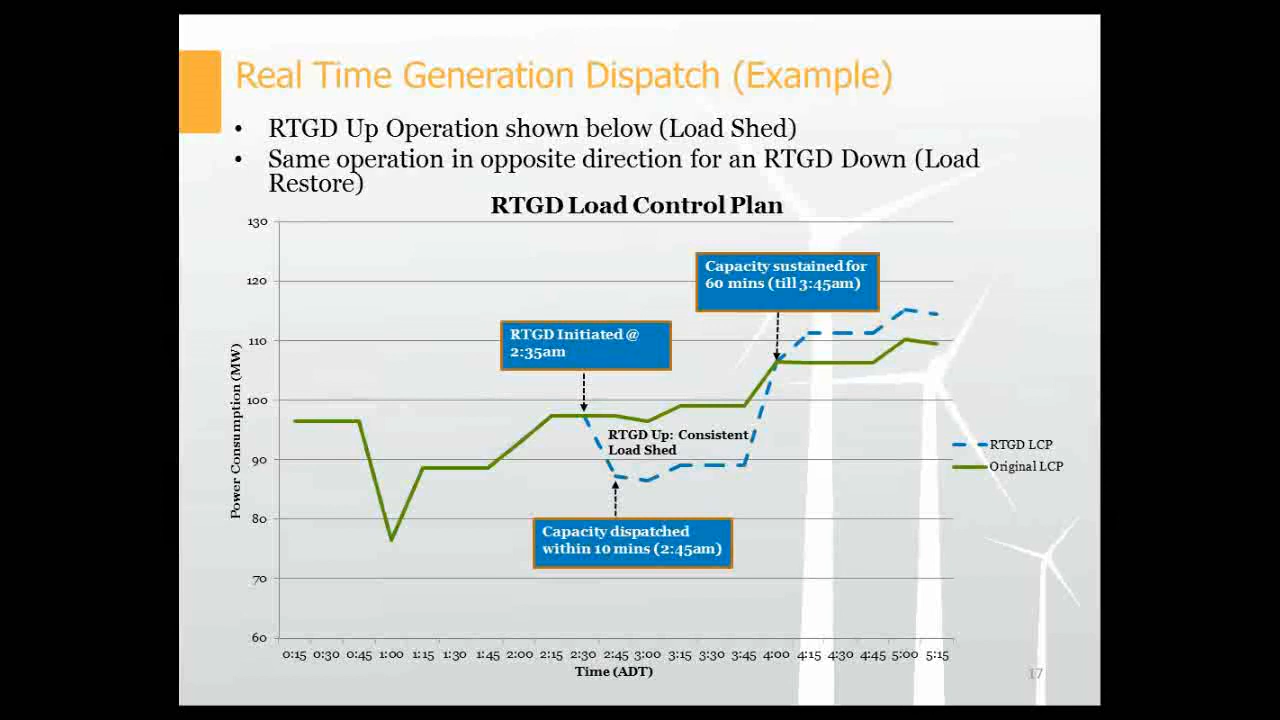 Real Time Generation Dispatch (Example)
• RTGD Up Operation shown below (Load Shed)
• Same operation in opposite direction for an RTGD Down (Load
Restore)
RTGD Load Control Plan
130
120
110
100
90
80
70
60
Power Consumption (MW)
Capacity sustained for
60 mins (till 3:45am)
RTGD Initiated @
2:35am
RTGD Up: Consistent
Load Shed
Capacity dispatched
within 10 mins (2:45am)
RTGD LCP
Original LCP
0:15 0:30 0:45 1:00 1:15 1:30 1:45 2:00 2:15 2:30 2:45 3:00 3:15 3:30 3:45 4:00 4:15 4:30 4:45 5:00 5:15
Time (ADT)
17